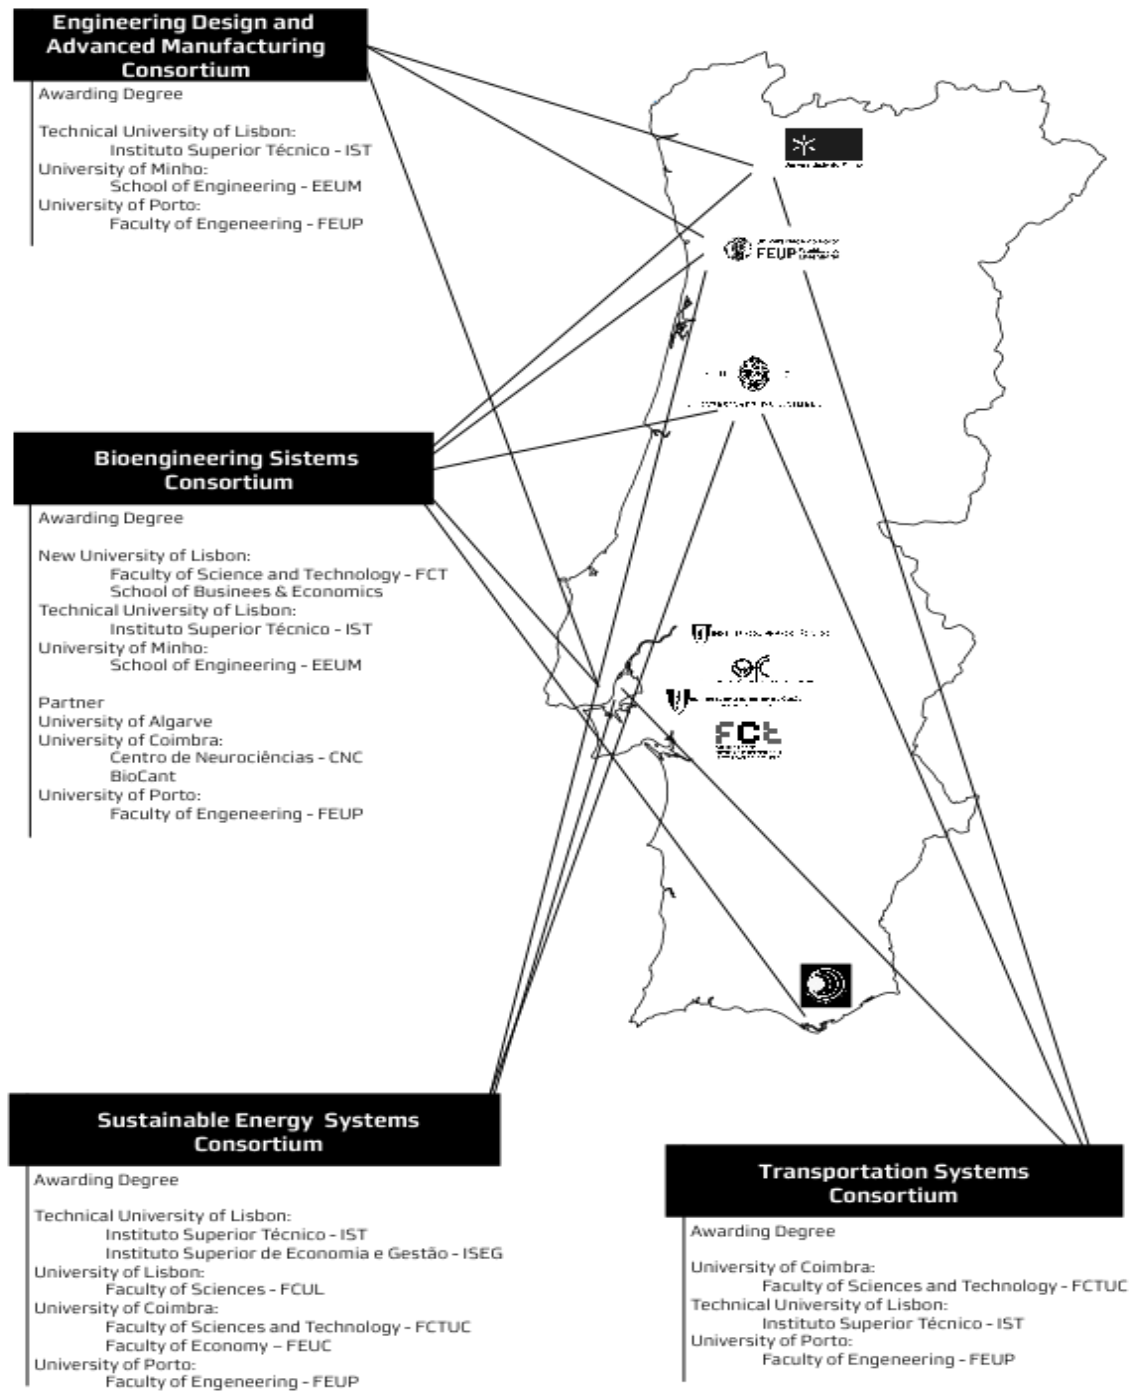 Engineering Design and
Advanced Manufacturing
Consortium
Awarding Degree
Technical University of Lisbon:
Instituto Superior Técnico - IST
University of Minho:
School of Engineering - EEUM
University of Porto:
Faculty of Engeneering - FEUP
FEUP
Bioengineering Sistems
Consortium
Awarding Degree
New University of Lisbon:
Faculty of Science and Technology - FCT
School of Businees & Economics
Technical University of Lisbon:
Instituto Superior Técnico - IST
University of Minho:
School of Engineering - EEUM
Partner
University of Algarve
University of Coimbra:
Centro de Neurociências - CNC
BioCant
University of Porto:
Faculty of Engeneering - FEUP
FCt
Sustainable Energy Systems
Consortium
Awarding Degree
Technical University of Lisbon:
Instituto Superior Técnico - IST
Instituto Superior de Economia e Gestão - ISEG
University of Lisbon:
Faculty of Sciences - FCUL
University of Coimbra:
Faculty of Sciences and Technology - FCTUC
Faculty of Economy – FEUC
University of Porto:
Faculty of Engeneering - FEUP
Transportation Systems
Consortium
Awarding Degree
University of Coimbra:
Faculty of Sciences and Technology - FCTUC
Technical University of Lisbon:
Instituto Superior Técnico - IST
University of Porto:
Faculty of Engeneering - FEUP